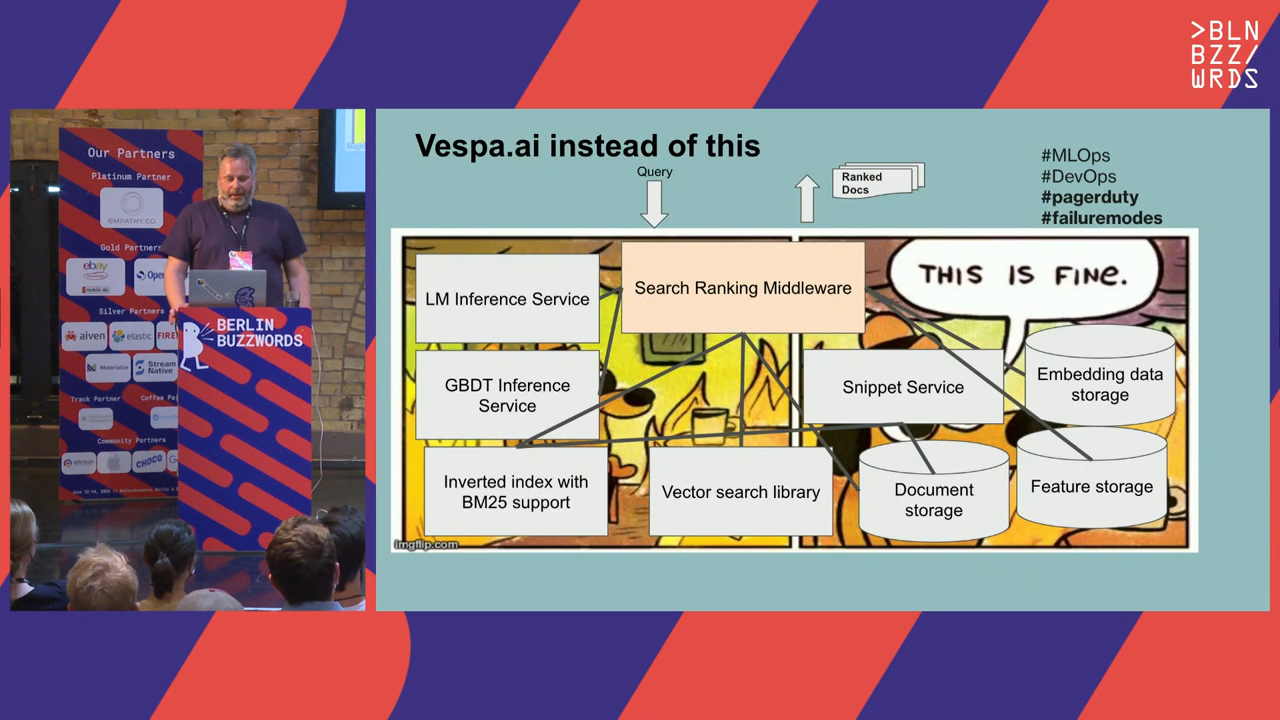 >BLN
BZZ/
WRDS
Our Partners
Platinum Partner
EMPATHY.CO
Gold Partners
ebay
mobile.de
Open
Silver Partners
aiven
elastic
FIRE
Materialize
Stream
Native
Track Partner
Coffee Pa
Community Partners
CHOCO
BERLIN
BUZZWORDS
Vespa.ai instead of this
Query
Ranked
Docs
#MLOps
#DevOps
#pagerduty
#failuremodes
THIS IS FINE.
LM Inference Service
Search Ranking Middleware
GBDT Inference
Service
Snippet Service
Embedding data
storage
Inverted index with
BM25 support
Vector search library
Document
storage
Feature storage
imgflip.com